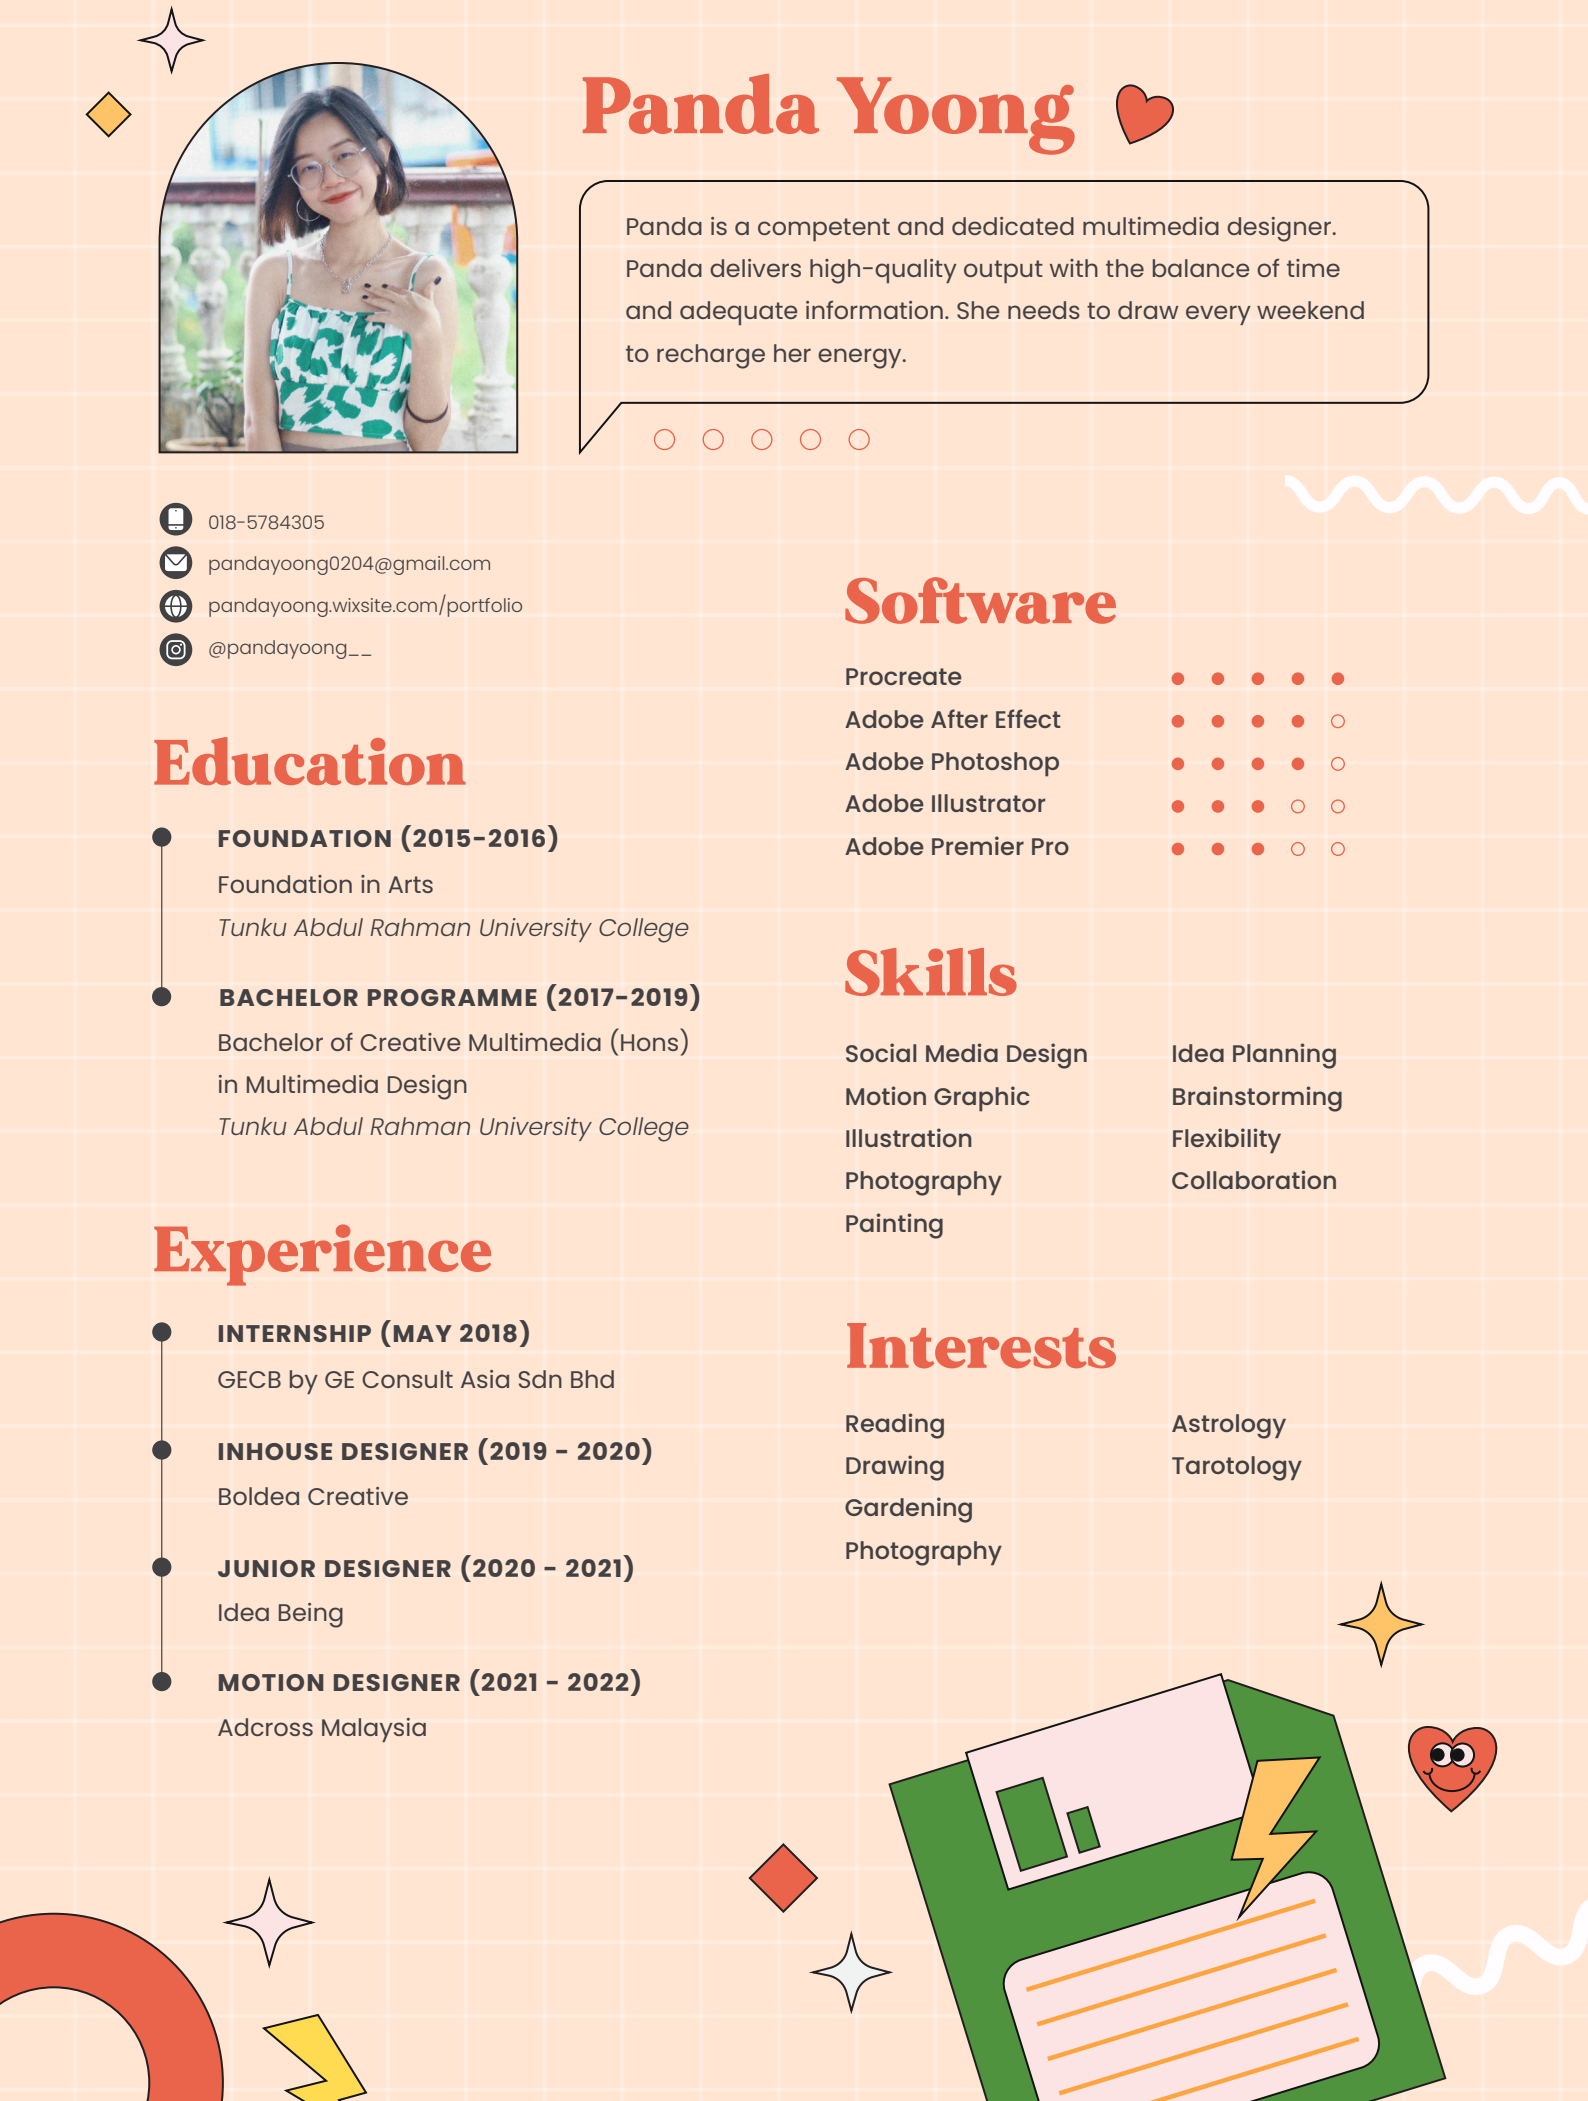 Panda Yoong
Panda is a competent and dedicated multimedia designer.
Panda delivers high-quality output with the balance of time
and adequate information. She needs to draw every weekend
to recharge her energy.
018-5784305
pandayoong0204@gmail.com
pandayoong.wixsite.com/portfolio
@pandayoong__
Education
FOUNDATION (2015-2016)
Foundation in Arts
Tunku Abdul Rahman University College
BACHELOR PROGRAMME (2017-2019)
Bachelor of Creative Multimedia (Hons)
in Multimedia Design
Tunku Abdul Rahman University College
Experience
INTERNSHIP (MAY 2018)
GECB by GE Consult Asia Sdn Bhd
INHOUSE DESIGNER (2019 - 2020)
Boldea Creative
JUNIOR DESIGNER (2020 - 2021)
Idea Being
MOTION DESIGNER (2021 - 2022)
Adcross Malaysia
Software
Procreate
Adobe After Effect
Adobe Photoshop
Adobe Illustrator
Adobe Premier Pro
Skills
Social Media Design
Motion Graphic
Illustration
Photography
Painting
Idea Planning
Brainstorming
Flexibility
Collaboration
Interests
Reading
Drawing
Gardening
Photography
Astrology
Tarotology